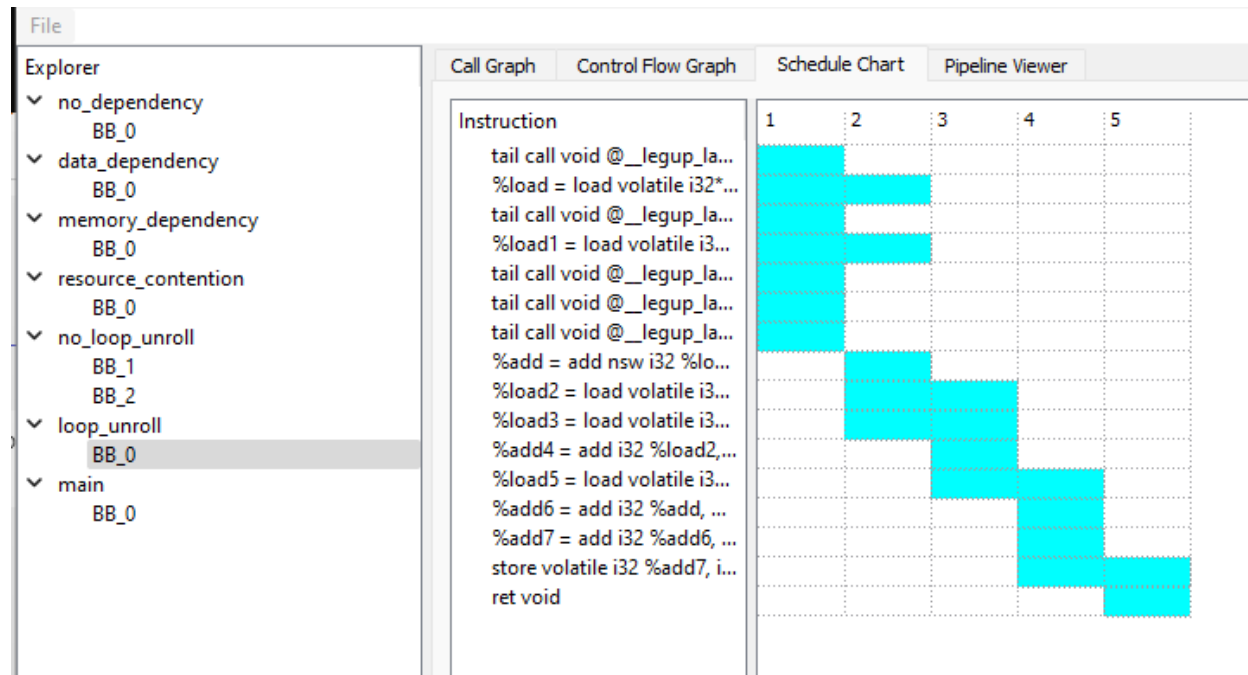 File
Explorer
no_dependency
BB_0
data_dependency
BB_0
memory_dependency
BB_0
resource_contention
BB_0
no_loop_unroll
BB_1
BB_2
loop_unroll
BB_0
main
BB_0
Call Graph Control Flow Graph Schedule Chart Pipeline Viewer
Instruction 1 2 3 4 5
tail call void @__legup_la...
%load = load volatile i32*...
tail call void @__legup_la...
%load1 = load volatile i3...
tail call void @__legup_la...
tail call void @__legup_la...
tail call void @__legup_la...
%add = add nsw i32 %lo...
%load2 = load volatile i3...
%load3 = load volatile i3...
%add4 = add i32 %load2,...
%load5 = load volatile i3...
%add6 = add i32 %add, ...
%add7 = add i32 %add6, ...
store volatile i32 %add7, i...
ret void